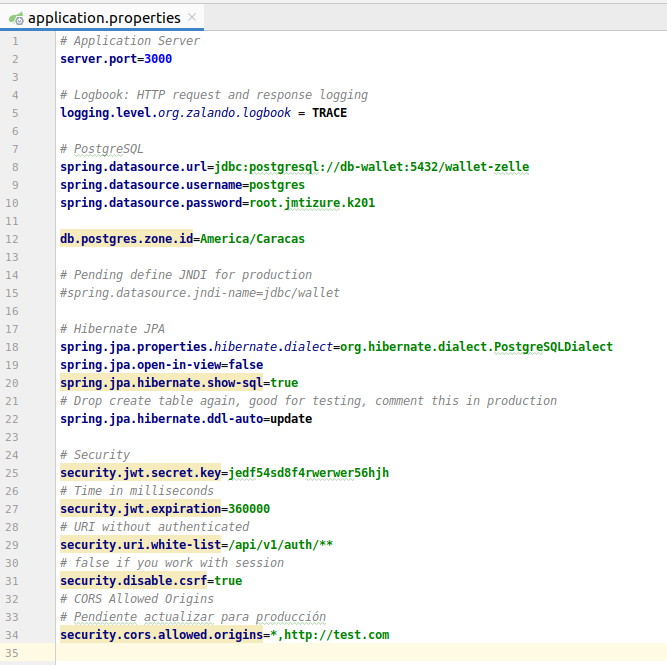 application.properties
1 # Application Server
2 server.port=3000
3
4 # Logbook: HTTP request and response logging
5 logging.level.org.zalando.logbook = TRACE
6
7 # PostgreSQL
8 spring.datasource.url=jdbc:postgresql://db-wallet:5432/wallet-zelle
9 spring.datasource.username=postgres
10 spring.datasource.password=root.jmtizure.k201
11
12 db.postgres.zone.id=America/Caracas
13
14 # Pending define JNDI for production
15 #spring.datasource.jndi-name=jdbc/wallet
16
17 # Hibernate JPA
18 spring.jpa.properties.hibernate.dialect=org.hibernate.dialect.PostgreSQLDialect
19 spring.jpa.open-in-view=false
20 spring.jpa.hibernate.show-sql=true
21 # Drop create table again, good for testing, comment this in production
22 spring.jpa.hibernate.ddl-auto=update
23
24 # Security
25 security.jwt.secret.key=jedf54sd8f4rwerwer56hjh
26 # Time in milliseconds
27 security.jwt.expiration=360000
28 # URI without authenticated
29 security.uri.white-list=/api/v1/auth/**
30 # false if you work with session
31 security.disable.csrf=true
32 # CORS Allowed Origins
33 # Pendiente actualizar para producción
34 security.cors.allowed.origins=*,http://test.com
35